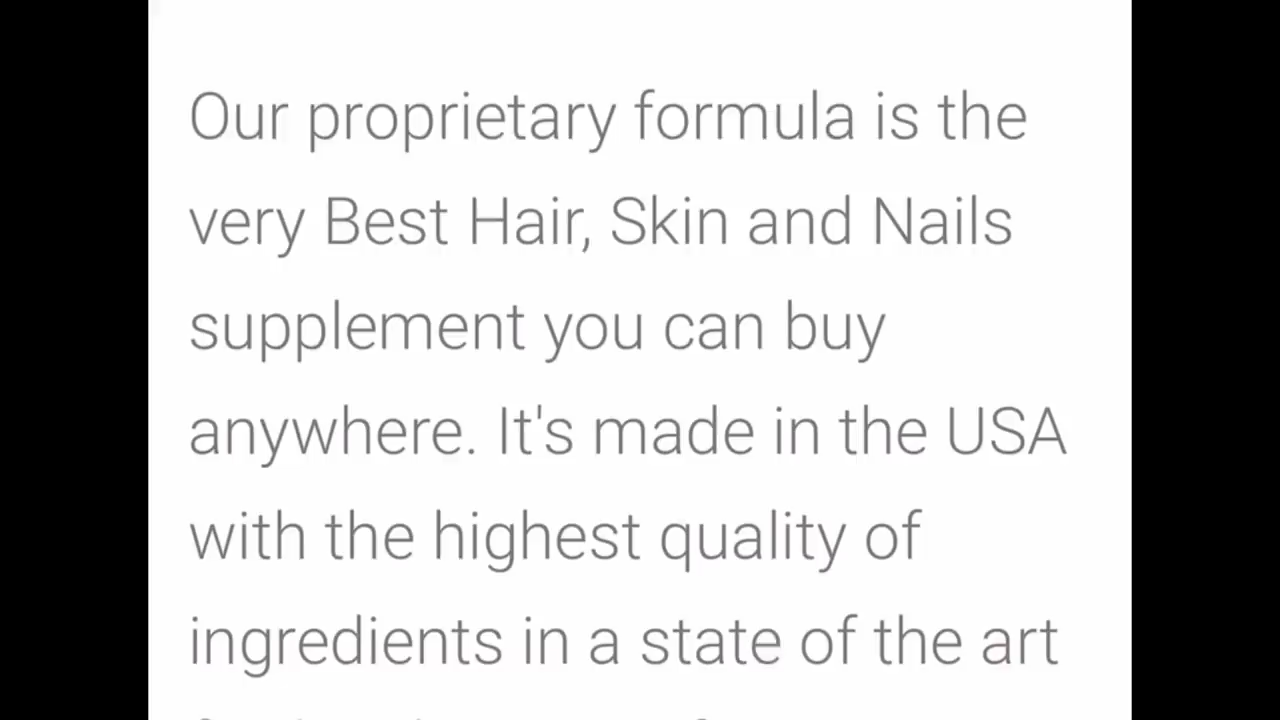 Our proprietary formula is the
very Best Hair, Skin and Nails
supplement you can buy
anywhere. It's made in the USA
with the highest quality of
ingredients in a state of the art